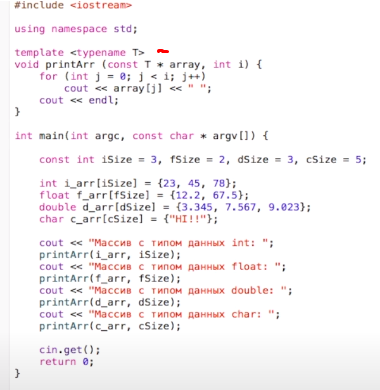 #include <iostream>
using namespace std;
template <typename T>
void printArr (const T * array, int i) {
    for (int j = 0; j < i; j++)
        cout << array[j] << " ";
    cout << endl;
}
int main(int argc, const char * argv[]) {
    const int iSize = 3, fSize = 2, dSize = 3, cSize = 5;
    int i_arr[iSize] = {23, 45, 78};
    float f_arr[fSize] = {12.2, 67.5};
    double d_arr[dSize] = {3.345, 7.567, 9.023};
    char c_arr[cSize] = {"HI!!"};
    cout << "Массив с типом данных int: ";
    printArr(i_arr, iSize);
    cout << "Массив с типом данных float: ";
    printArr(f_arr, fSize);
    cout << "Массив с типом данных double: ";
    printArr(d_arr, dSize);
    cout << "Массив с типом данных char: ";
    printArr(c_arr, cSize);
    cin.get();
    return 0;
}